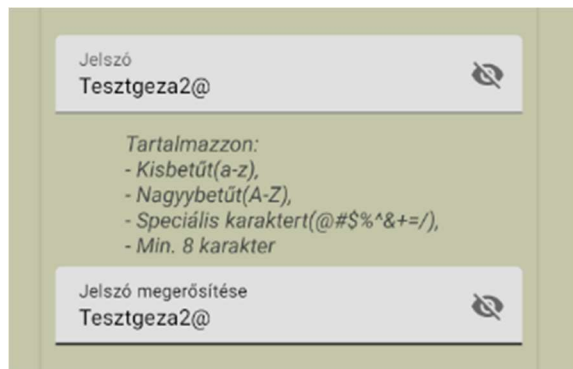 Jelszó
Tesztgeza2@
Tartalmazzon:
- Kisbetűt(a-z),
- Nagyybetűt(A-Z),
- Speciális karaktert(@#$%^&+=/),
- Min. 8 karakter
Jelszó megerősítése
Tesztgeza2@